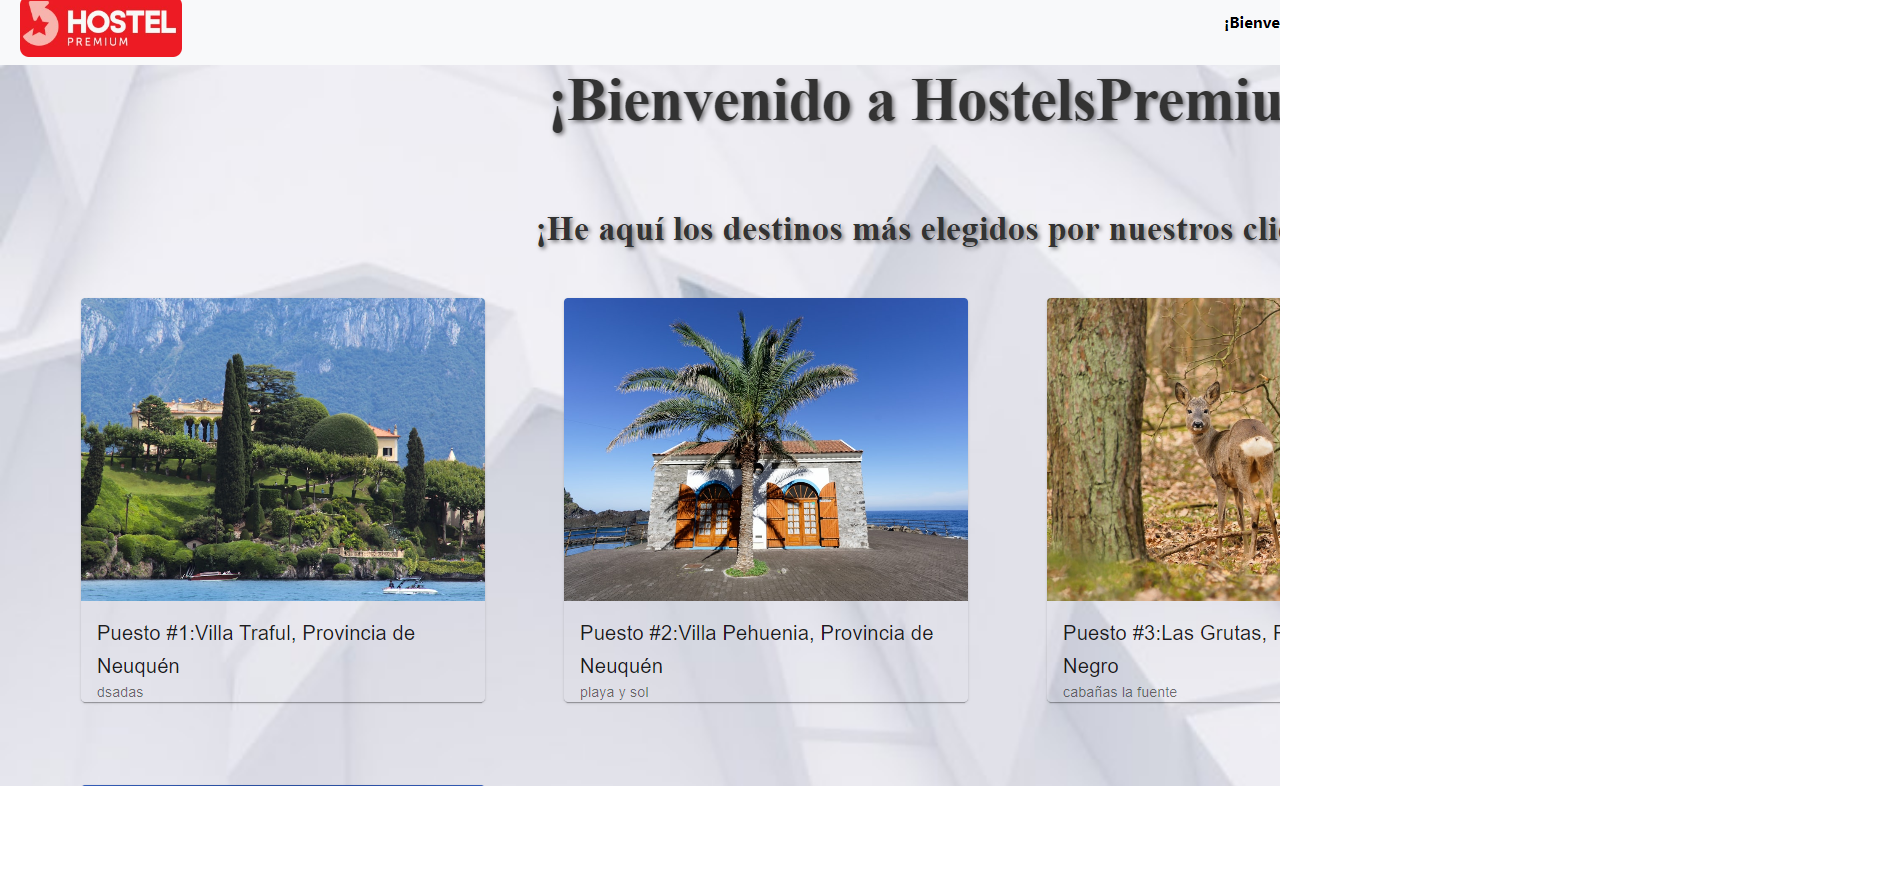 HOSTEL
PREMIUM
¡Bienve
¡Bienvenido a HostelsPremiu
¡He aquí los destinos más elegidos por nuestros cli
Puesto #1:Villa Traful, Provincia de
Neuquén
dsadas
Puesto #2:Villa Pehuenia, Provincia de
Neuquén
playa y sol
Puesto #3:Las Grutas,
Negro
cabañas la fuente